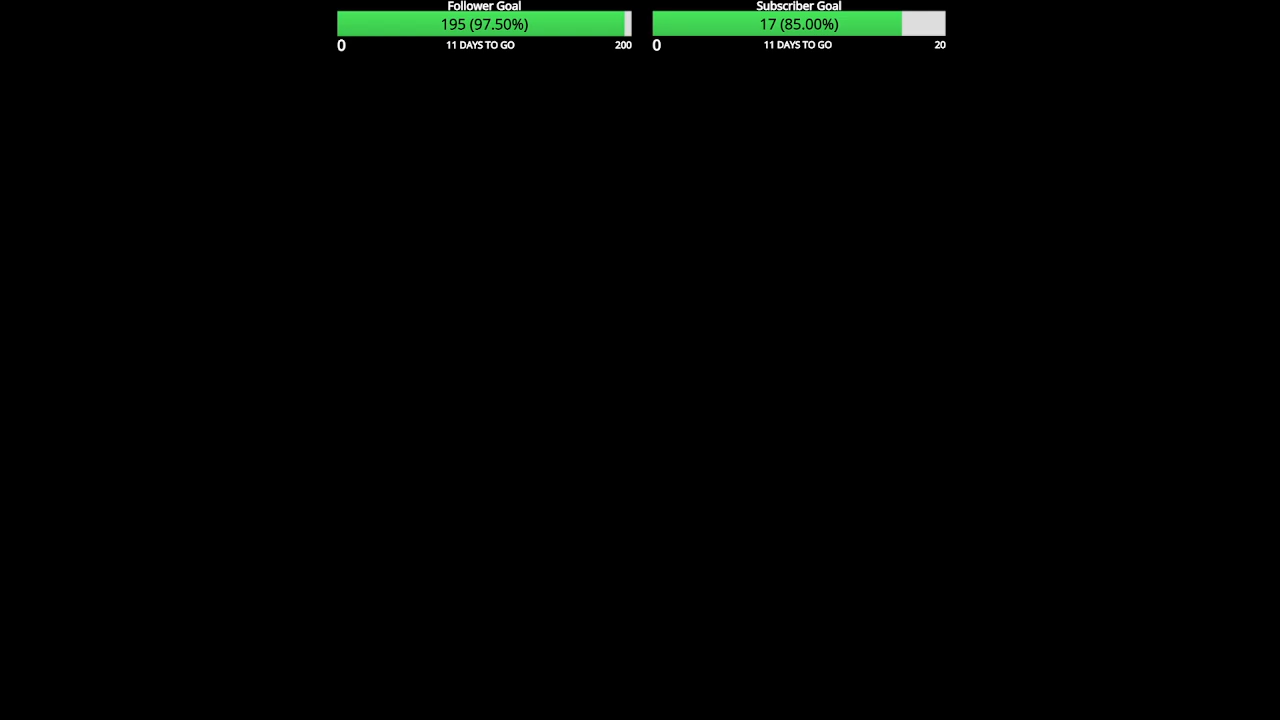 Follower Goal
195 (97.50%)
0 11 DAYS TO GO 200
Subscriber Goal
17 (85.00%)
0 11 DAYS TO GO 20